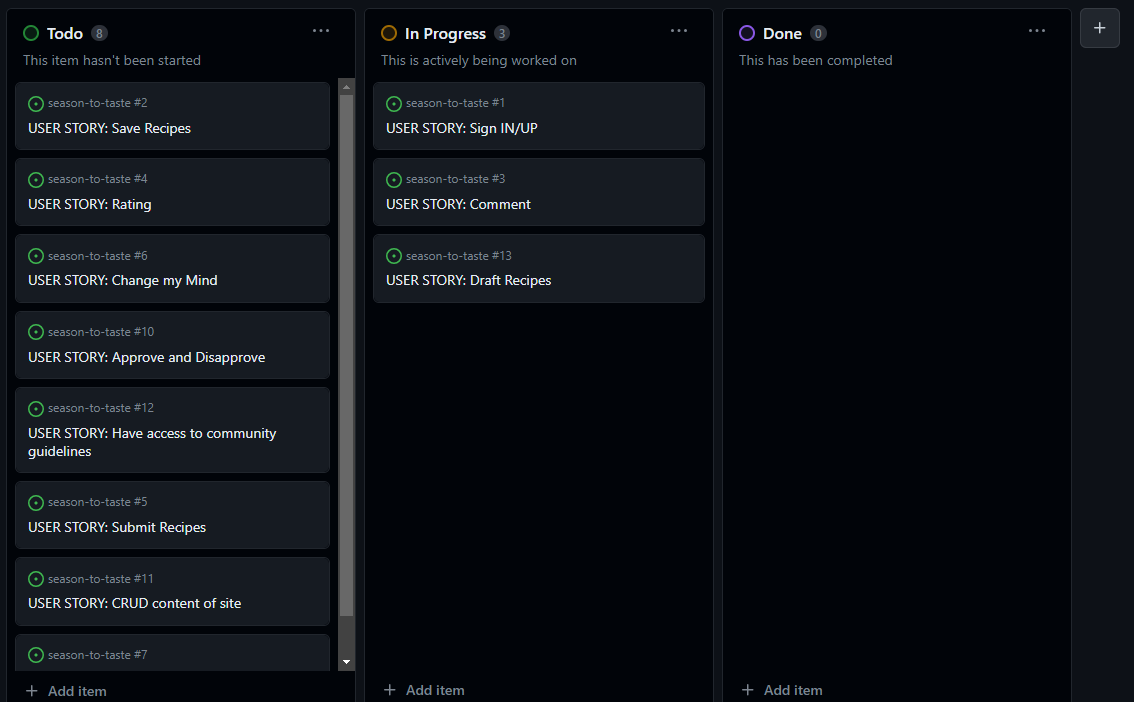 Todo 8
This item hasn't been started
season-to-taste #2
USER STORY: Save Recipes
season-to-taste #4
USER STORY: Rating
season-to-taste #6
USER STORY: Change my Mind
season-to-taste #10
USER STORY: Approve and Disapprove
season-to-taste #12
USER STORY: Have access to community
guidelines
season-to-taste #5
USER STORY: Submit Recipes
season-to-taste #11
USER STORY: CRUD content of site
season-to-taste #7
+ Add item
In Progress 3
This is actively being worked on
season-to-taste #1
USER STORY: Sign IN/UP
season-to-taste #3
USER STORY: Comment
season-to-taste #13
USER STORY: Draft Recipes
+ Add item
Done 0
This has been completed
+ Add item